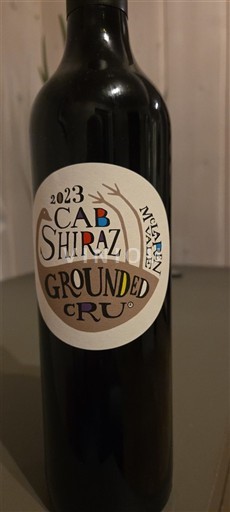 2023
CAB
SHIRAZ
McLAREN
VALE
GROUNDED
CRU